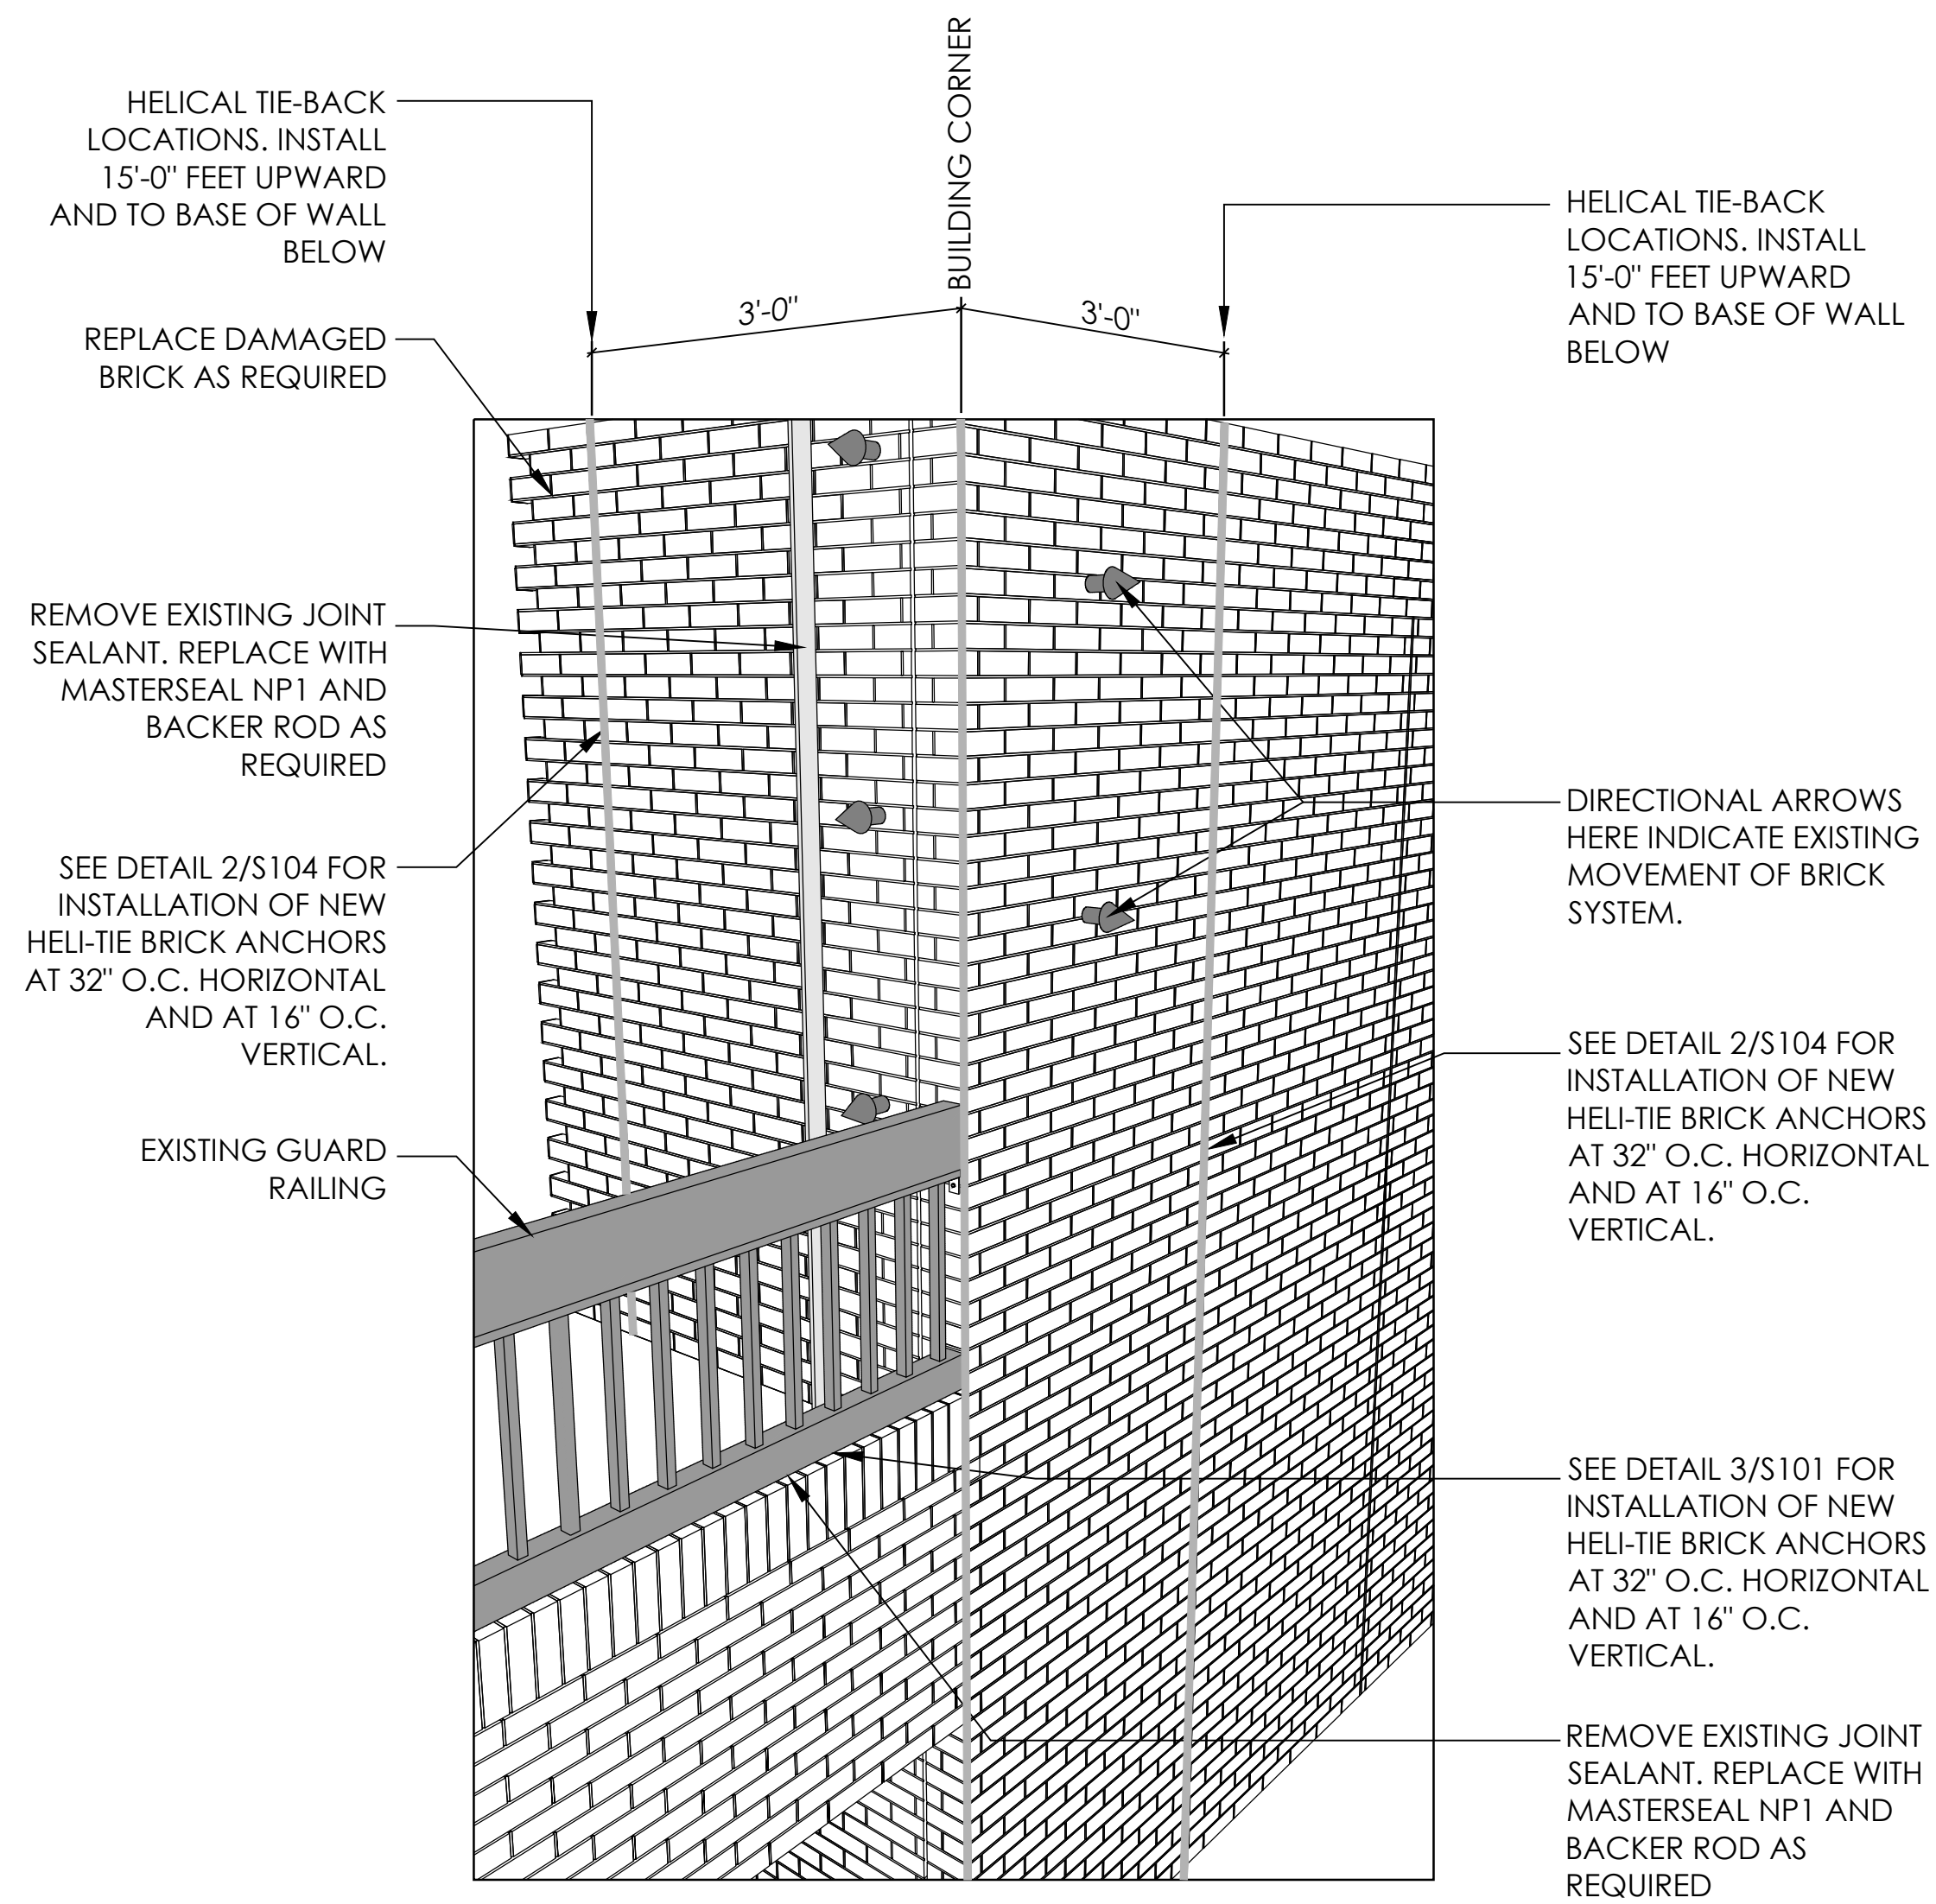 BUILDING CORNER
HELICAL TIE-BACK
LOCATIONS. INSTALL
15'-0" FEET UPWARD
AND TO BASE OF WALL
BELOW
REPLACE DAMAGED
BRICK AS REQUIRED
REMOVE EXISTING JOINT
SEALANT. REPLACE WITH
MASTERSEAL NP1 AND
BACKER ROD AS
REQUIRED
SEE DETAIL 2/S104 FOR
INSTALLATION OF NEW
HELI-TIE BRICK ANCHORS
AT 32" O.C. HORIZONTAL
AND AT 16" O.C.
VERTICAL.
EXISTING GUARD
RAILING
3'-0"
3'-0"
HELICAL TIE-BACK
LOCATIONS. INSTALL
15'-0" FEET UPWARD
AND TO BASE OF WALL
BELOW
DIRECTIONAL ARROWS
HERE INDICATE EXISTING
MOVEMENT OF BRICK
SYSTEM.
SEE DETAIL 2/S104 FOR
INSTALLATION OF NEW
HELI-TIE BRICK ANCHORS
AT 32" O.C. HORIZONTAL
AND AT 16" O.C.
VERTICAL.
SEE DETAIL 3/S101 FOR
INSTALLATION OF NEW
HELI-TIE BRICK ANCHORS
AT 32" O.C. HORIZONTAL
AND AT 16" O.C.
VERTICAL.
REMOVE EXISTING JOINT
SEALANT. REPLACE WITH
MASTERSEAL NP1 AND
BACKER ROD AS
REQUIRED